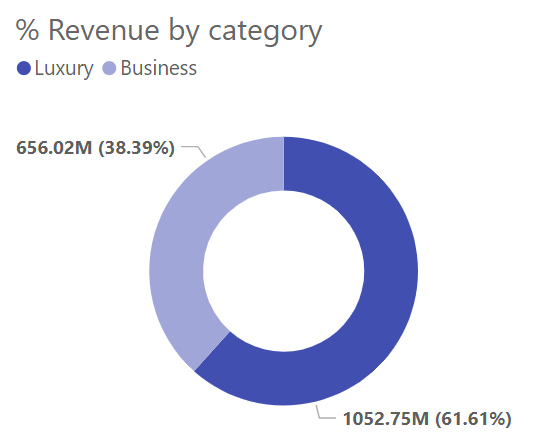 % Revenue by category
Luxury Business
656.02M (38.39%)
1052.75M (61.61%)